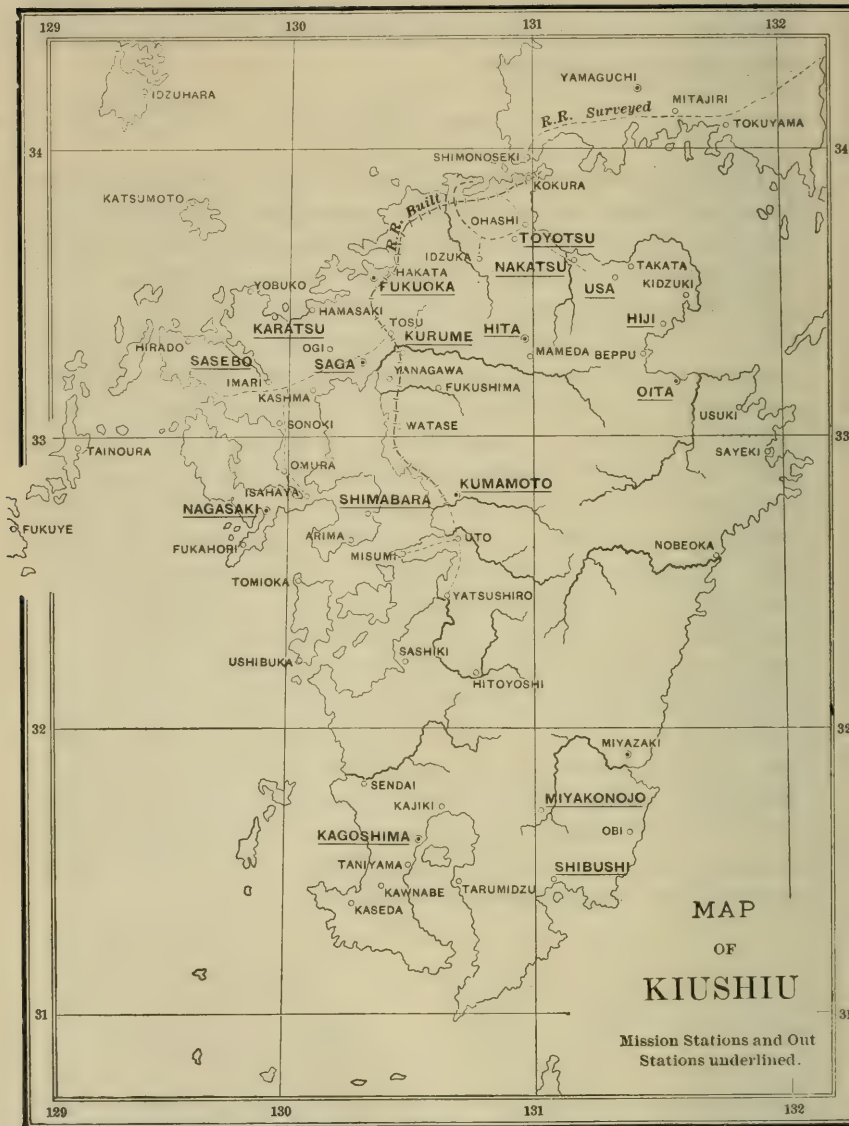 129
130
131
132
YAMAGUCHI
IDZUHARA
MITAJIRI
R.R. Surveyed
TOKUYAMA
34
34
SHIMONOSEKI
KOKURA
KATSUMOTO
R.R. Built
OHASHI
TOYOTSU
IDZUKA
NAKATSU
TAKATA
HAKATA
USA
KIDZUKI
FUKUOKA
YOBUKO
HAMASAKI
HIJI
KARATSU
TOSU
KURUME
HITA
HIRADO
OGI
SASEBO
SAGA
MAMEDA
BEPPU
IMARI
YANAGAWA
KASHMA
FUKUSHIMA
OITA
USUKI
SONOKI
WATASE
33
33
TAINOURA
SAYEKI
OMURA
ISAHAYA
SHIMABARA
KUMAMOTO
NAGASAKI
FUKUYE
ARIMA
UTO
FUKAHORI
MISUMI
NOBEOKA
TOMIOKA
YATSUSHIRO
USHIBUKA
SASHIKI
HITOYOSHI
32
32
MIYAZAKI
SENDAI
KAJIKI
MIYAKONOJO
KAGOSHIMA
OBI
TANIYAMA
SHIBUSHI
KAWNABE
TARUMIDZU
KASEDA
MAP
OF
KIUSHIU
31
31
Mission Stations and Out
Stations underlined.
129
130
131
132